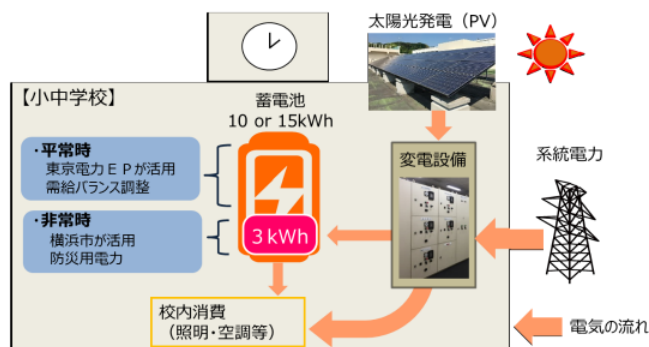 太陽光発電（PV）
【小中学校】
蓄電池
10 or 15kWh
・平常時
東京電力ＥＰが活用
需給バランス調整
変電設備
系統電力
・非常時
横浜市が活用
防災用電力
３kWh
校内消費
（照明・空調等）
電気の流れ